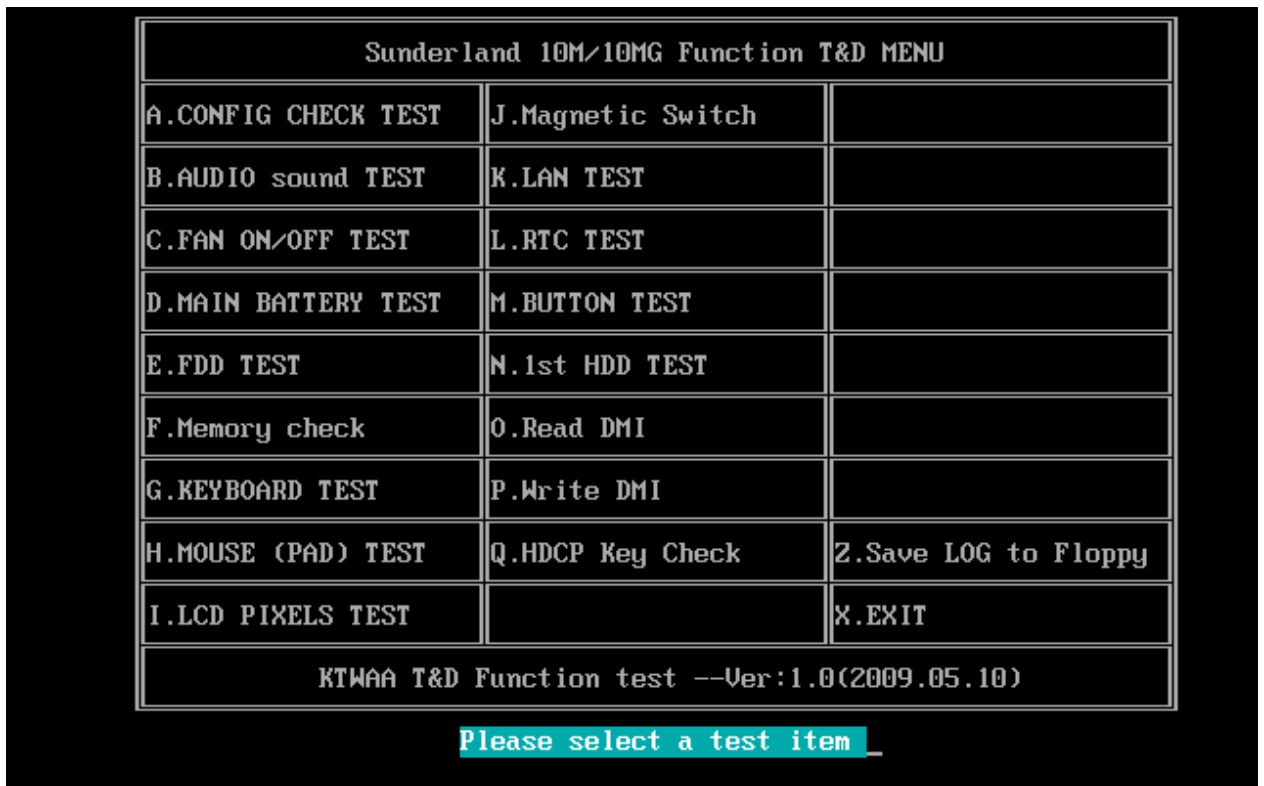 Sunderland 10M/10MG Function T&D MENU
A.CONFIG CHECK TEST J.Magnetic Switch
B.AUDIO sound TEST K.LAN TEST
C.FAN ON/OFF TEST L.RTC TEST
D.MAIN BATTERY TEST M.BUTTON TEST
E.FDD TEST N.1st HDD TEST
F.Memory check O.Read DMI
G.KEYBOARD TEST P.Write DMI
H.MOUSE (PAD) TEST Q.HDCP Key Check Z.Save LOG to Floppy
I.LCD PIXELS TEST X.EXIT
KTWAA T&D Function test --Ver:1.0(2009.05.10)
Please select a test item _